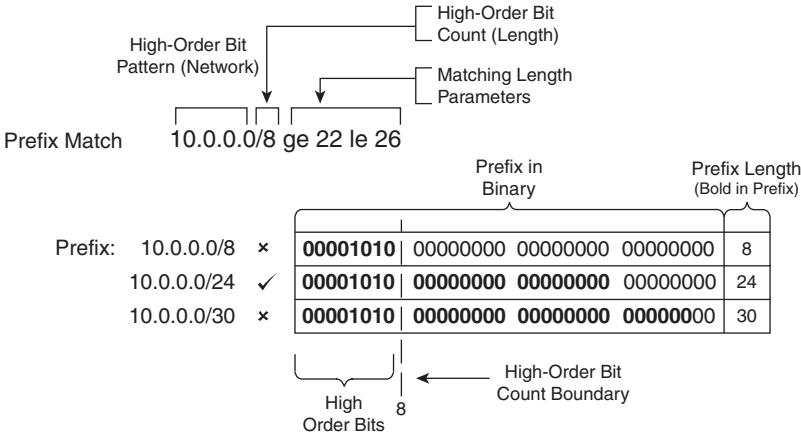 High-Order Bit
Count (Length)
High-Order Bit
Pattern (Network)
Matching Length
Parameters
Prefix Match 10.0.0.0/8 ge 22 le 26
Prefix in
Binary
Prefix Length
(Bold in Prefix)
Prefix: 10.0.0.0/8 × 00001010 00000000 00000000 00000000 8
10.0.0.0/24 ✓ 00001010 00000000 00000000 00000000 24
10.0.0.0/30 × 00001010 00000000 00000000 00000000 30
High
Order Bits
8
High-Order Bit
Count Boundary